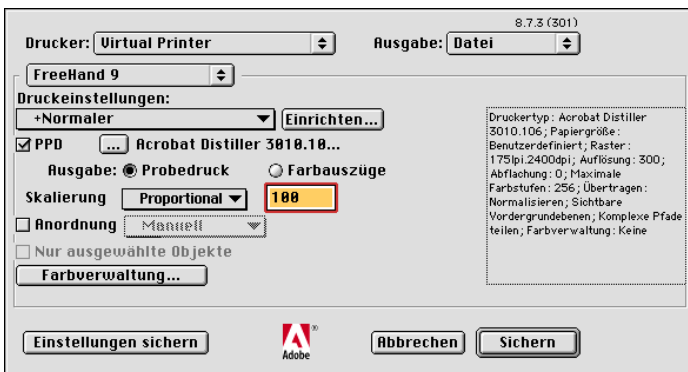 8.7.3 (301)
Drucker: Virtual Printer Ausgabe: Datei
FreeHand 9
Druckeinstellungen:
+Normaler Einrichten...
PPD ... Acrobat Distiller 3010.10...
Ausgabe: Probedruck Farbauszüge
Skalierung Proportional 100
Anordnung Manuell
Nur ausgewählte Objekte
Farbverwaltung...
Druckertyp: Acrobat Distiller
3010.106; Papiergröße:
Benutzerdefiniert; Raster:
175lpi.2400dpi; Auflösung: 300;
Abflachung: 0; Maximale
Farbstufen: 256; Übertragen:
Normalisieren; Sichtbare
Vordergrundebenen; Komplexe Pfade
teilen; Farbverwaltung: Keine
Einstellungen sichern Adobe ® Abbrechen Sichern